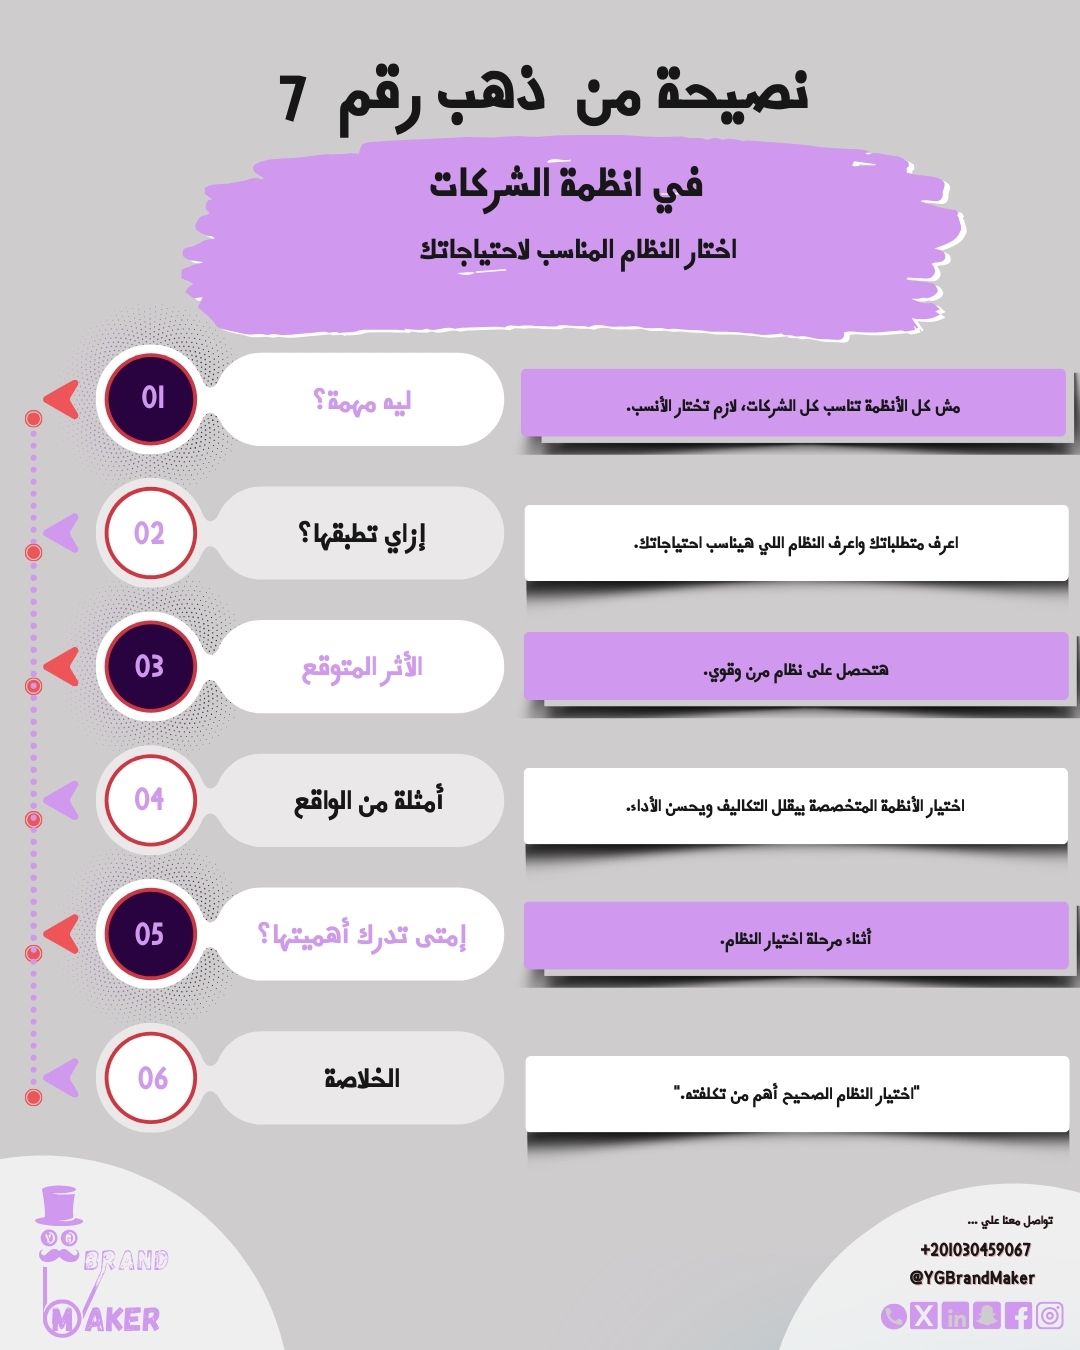 نصيحة من ذهب رقم 7
في انظمة الشركات
اختار النظام المناسب لاحتياجاتك
01
ليه مهمة؟
مش كل الأنظمة تناسب كل الشركات، لازم تختار الأنسب.
02
إزاي تطبقها؟
اعرف متطلباتك واعرف النظام اللي هيناسب احتياجاتك.
03
الأثر المتوقع
هتحصل على نظام مرن وقوي.
04
أمثلة من الواقع
اختيار الأنظمة المتخصصة بيقلل التكاليف ويحسن الأداء.
05
إمتى تدرك أهميتها؟
أثناء مرحلة اختيار النظام.
06
الخلاصة
"اختيار النظام الصحيح أهم من تكلفته."
تواصل معنا علي ...
+201030459067
@YGBrandMaker
BRAND
MAKER